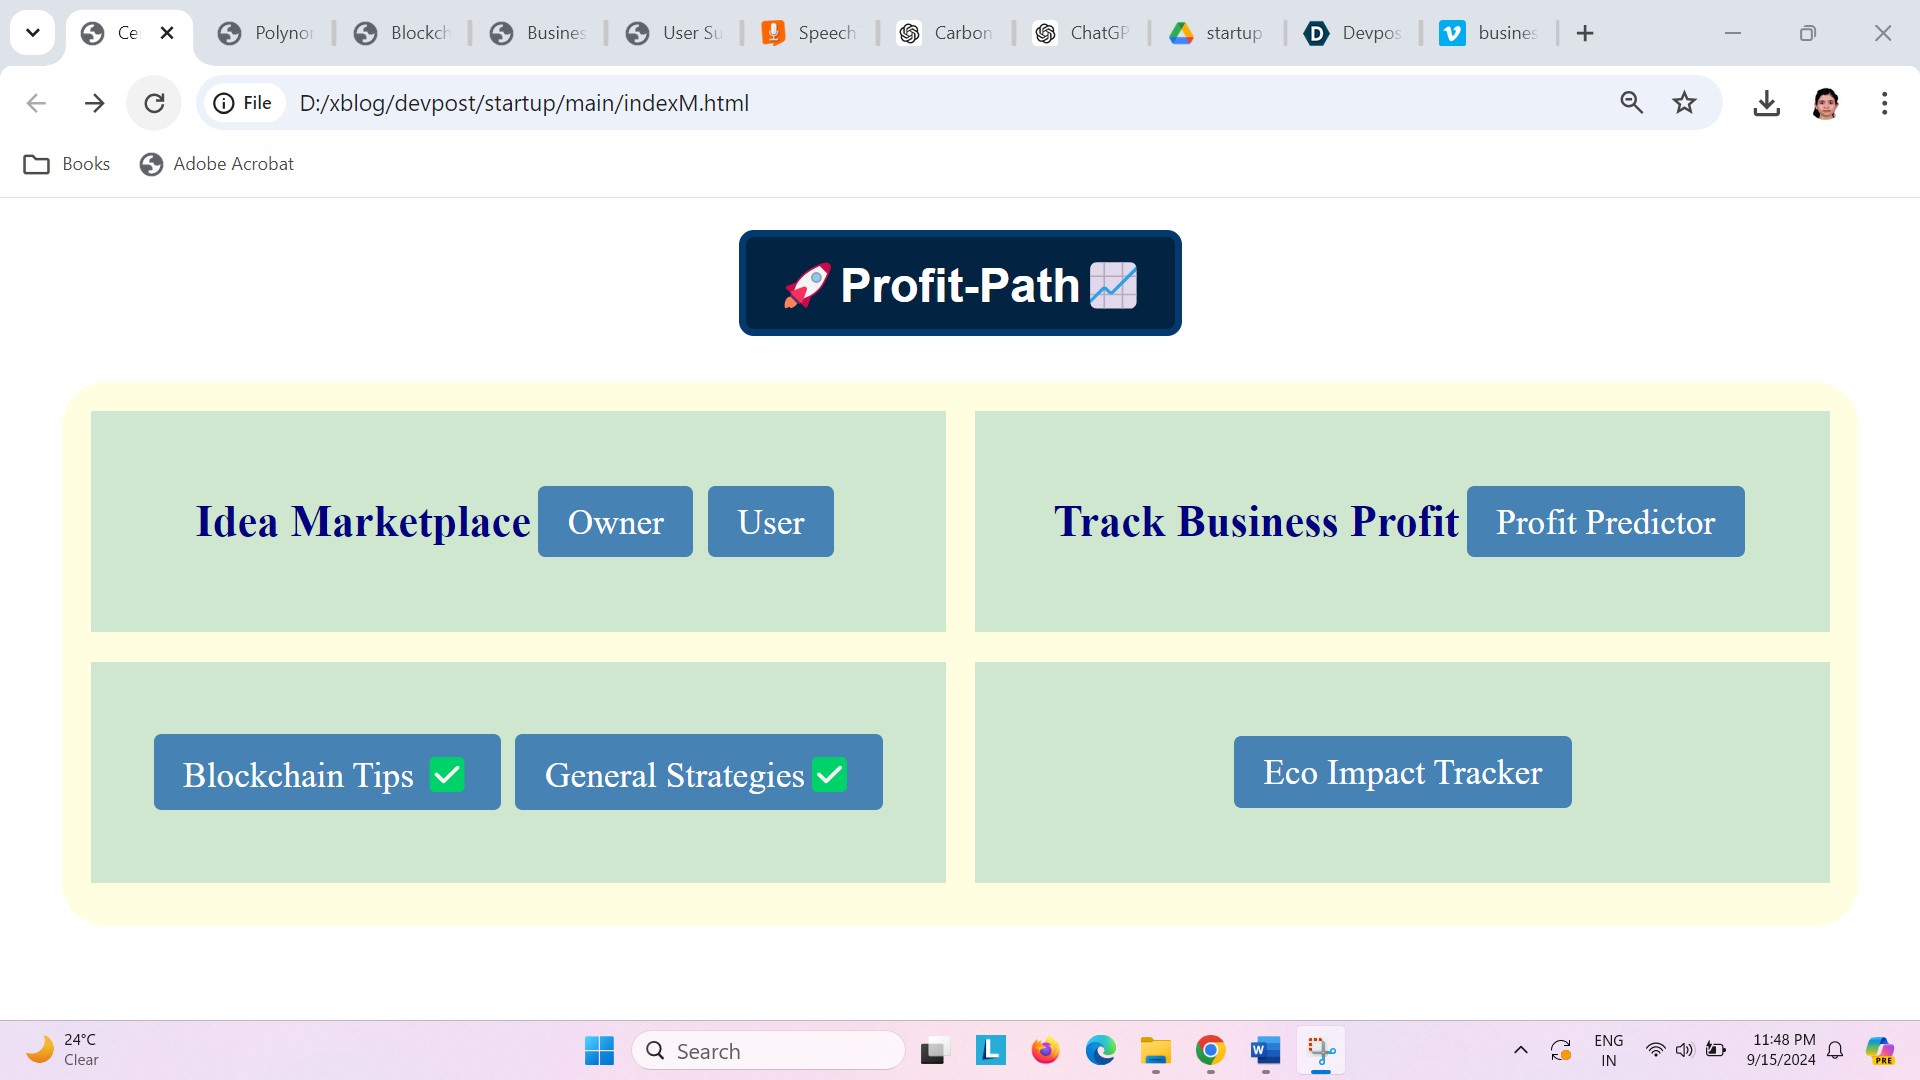 Ce
Polynor
Blockch
Busines
User Su
Speech
Carbon
ChatGP
startup
Devpos
busines
File
D:/xblog/devpost/startup/main/indexM.html
Books
Adobe Acrobat
🚀Profit-Path📈
Idea Marketplace Owner User
Track Business Profit Profit Predictor
Blockchain Tips ✅ General Strategies✅
Eco Impact Tracker
24°C
Clear
Search
L
W
ENG
IN
11:48 PM
9/15/2024
PRE